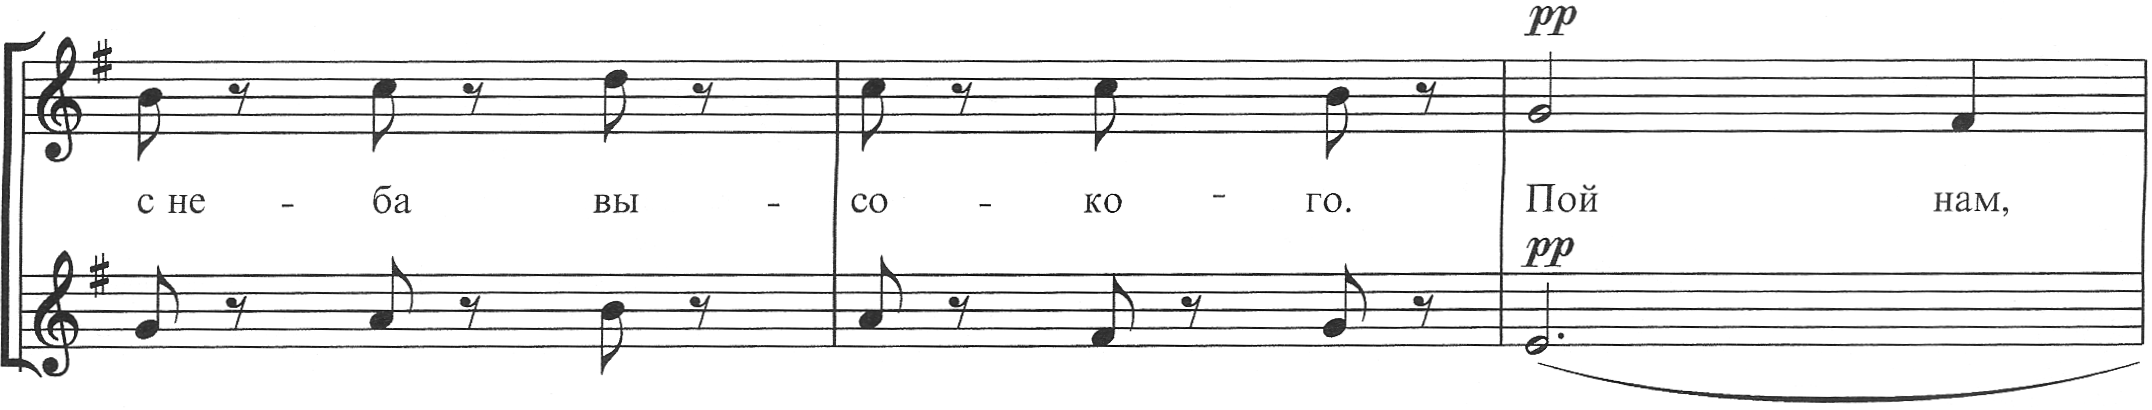 pp
с не - ба вы - со - ко - го. Пой нам,
pp